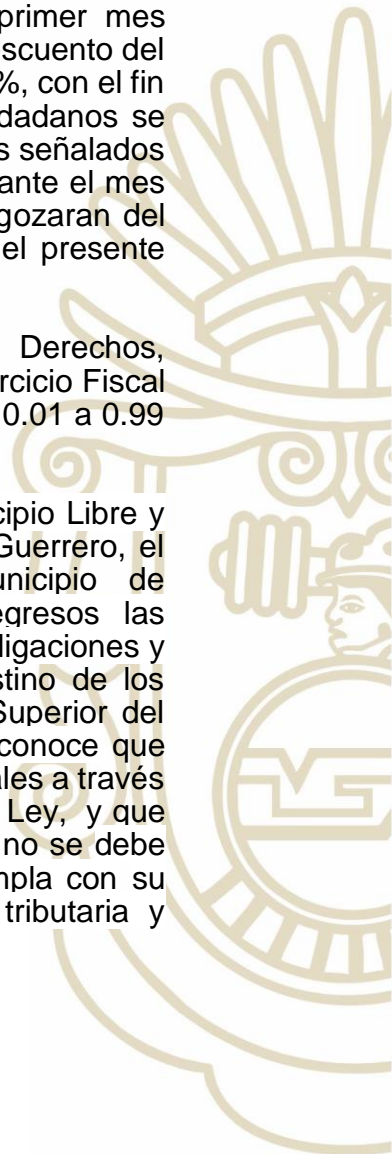 primer mes
scuento del
%, con el fin
dadanos se
s señalados
ante el mes
gozaran del
el presente
Derechos,
rcicio Fiscal
0.01 a 0.99
cipio Libre y
Guerrero, el
unicipio de
egresos las
ligaciones y
stino de los
Superior del
conoce que
ales a través
Ley, y que
no se debe
mpla con su
tributaria y